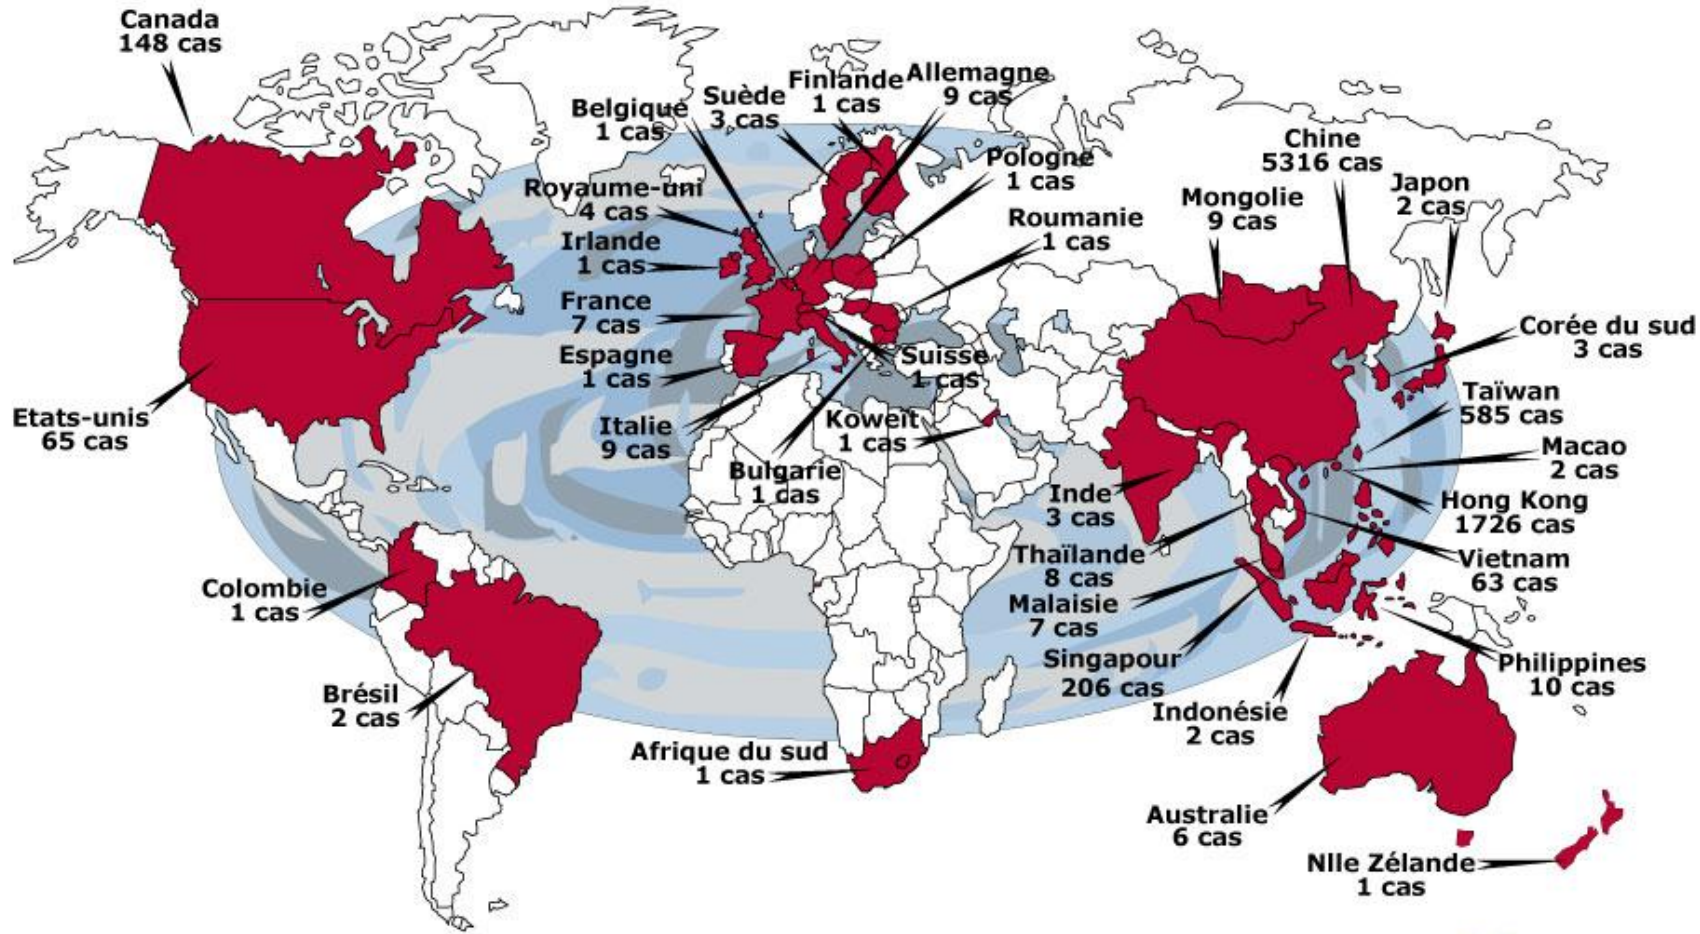 Canada
148 cas
Etats-unis
65 cas
Colombie
1 cas
Brésil
2 cas
Belgique
1 cas
Suède
3 cas
Finlande
1 cas
Allemagne
9 cas
Royaume-uni
4 cas
Irlande
1 cas
France
7 cas
Espagne
1 cas
Italie
9 cas
Bulgarie
1 cas
Koweït
1 cas
Suisse
1 cas
Pologne
1 cas
Roumanie
1 cas
Afrique du sud
1 cas
Mongolie
9 cas
Chine
5316 cas
Japon
2 cas
Corée du sud
3 cas
Taïwan
585 cas
Macao
2 cas
Hong Kong
1726 cas
Vietnam
63 cas
Inde
3 cas
Thaïlande
8 cas
Malaisie
7 cas
Singapour
206 cas
Indonésie
2 cas
Philippines
10 cas
Australie
6 cas
Nlle Zélande
1 cas